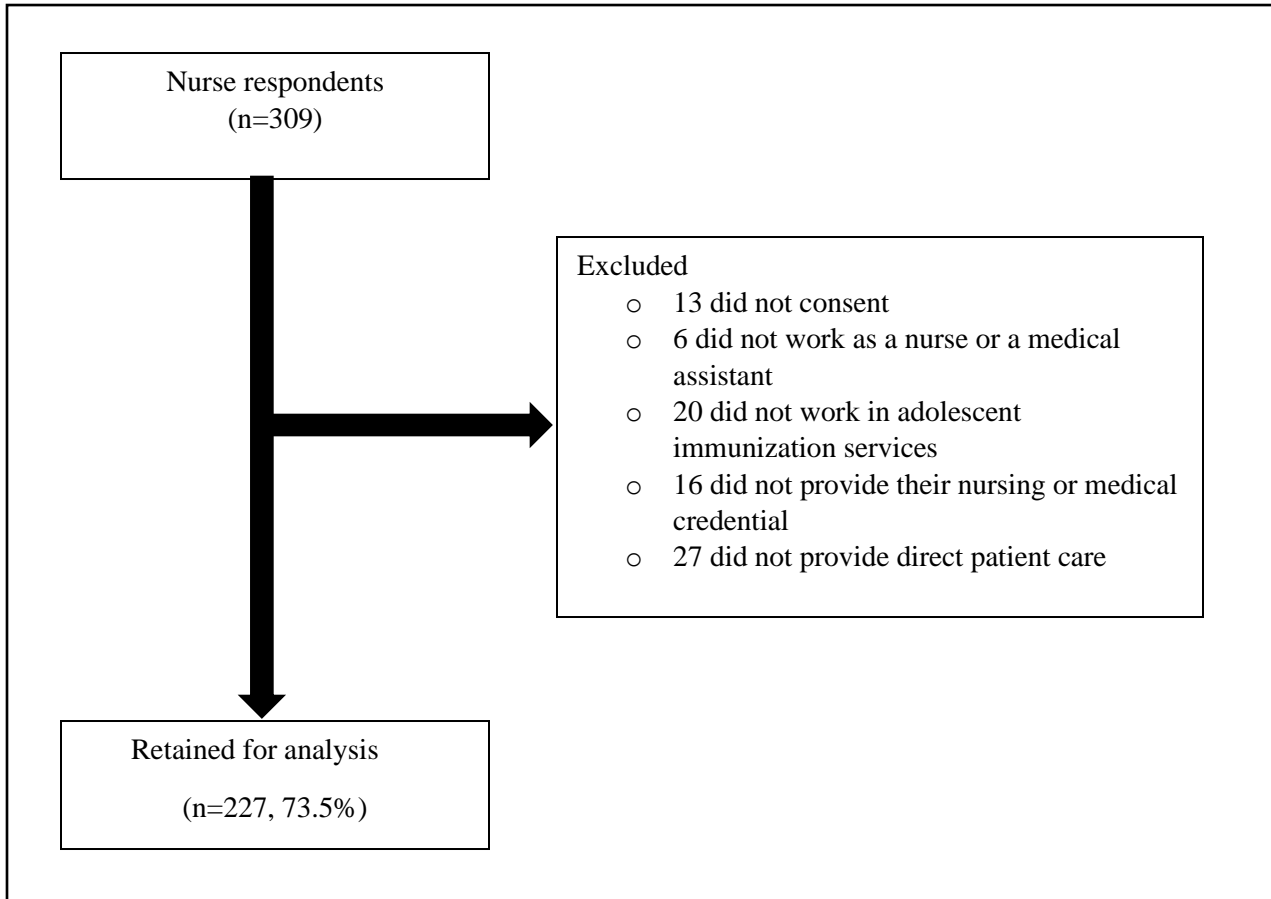 Nurse respondents
(n=309)
Excluded
o 13 did not consent
o 6 did not work as a nurse or a medical
assistant
o 20 did not work in adolescent
immunization services
o 16 did not provide their nursing or medical
credential
o 27 did not provide direct patient care
Retained for analysis
(n=227, 73.5%)